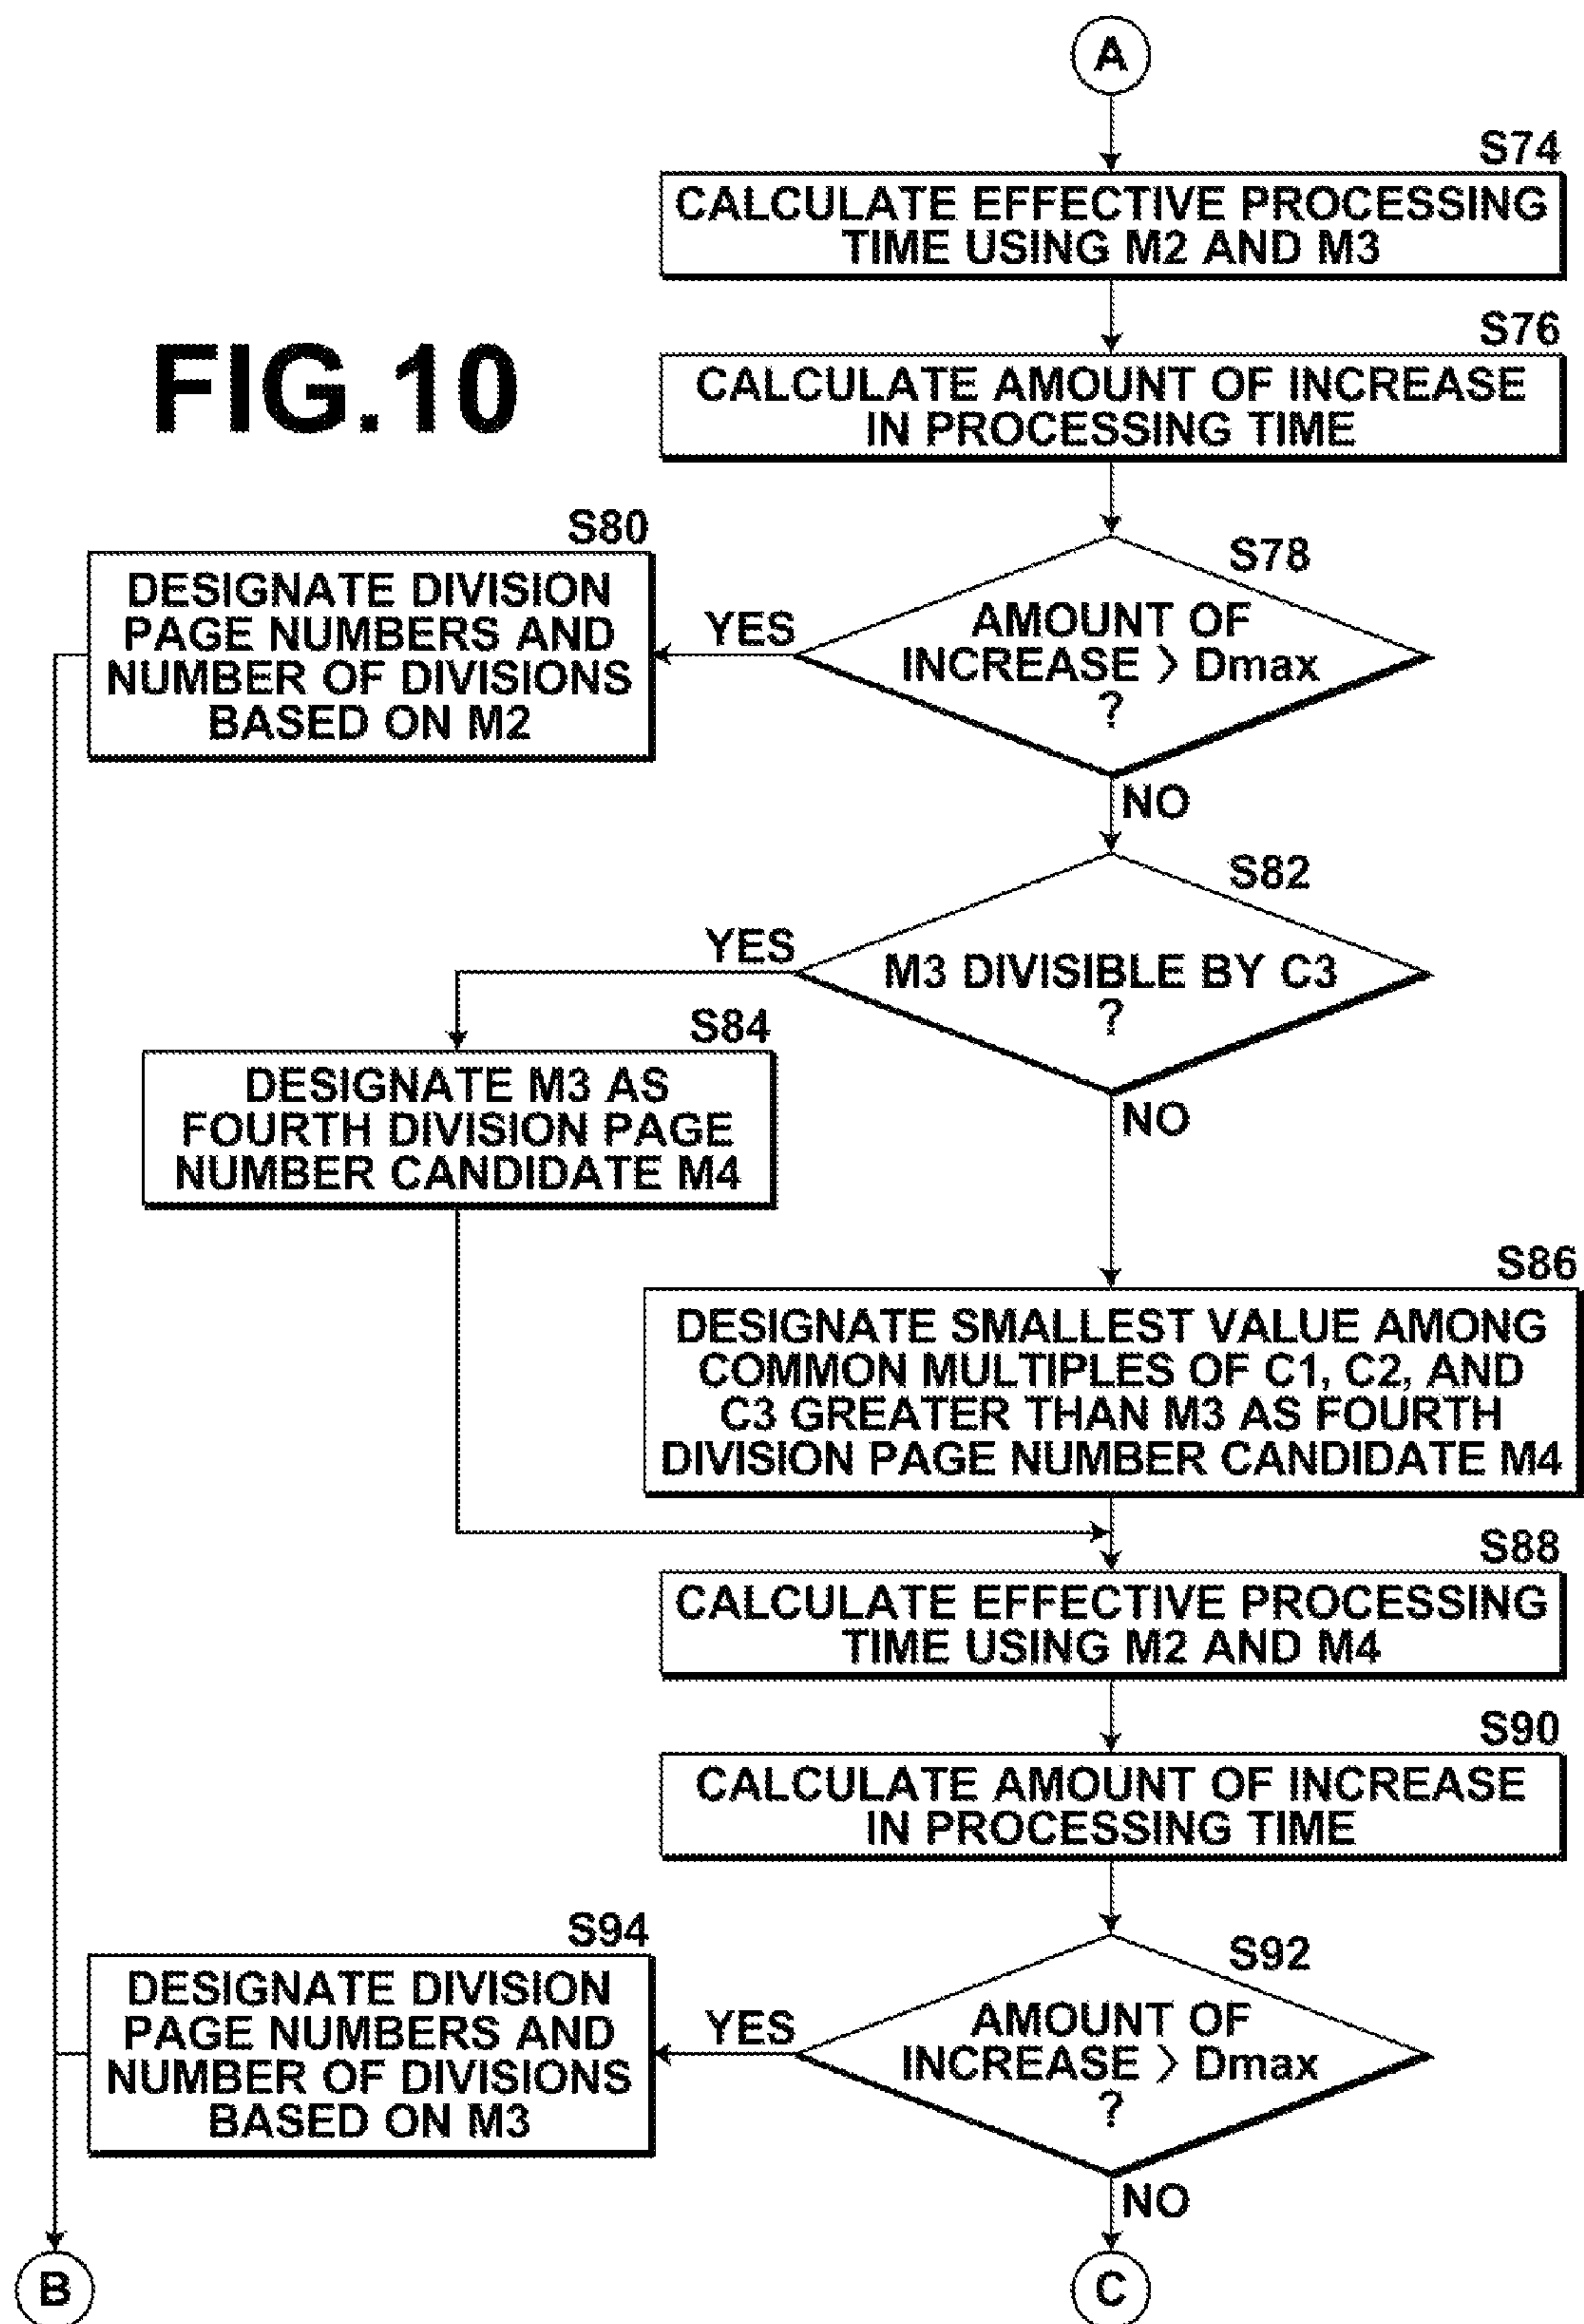 A
S74
CALCULATE EFFECTIVE PROCESSING
TIME USING M2 AND M3
FIG.10
S76
CALCULATE AMOUNT OF INCREASE
IN PROCESSING TIME
S78
AMOUNT OF
INCREASE > Dmax
?
YES
S80
DESIGNATE DIVISION
PAGE NUMBERS AND
NUMBER OF DIVISIONS
BASED ON M2
NO
S82
M3 DIVISIBLE BY C3
?
YES
S84
DESIGNATE M3 AS
FOURTH DIVISION PAGE
NUMBER CANDIDATE M4
NO
S86
DESIGNATE SMALLEST VALUE AMONG
COMMON MULTIPLES OF C1, C2, AND
C3 GREATER THAN M3 AS FOURTH
DIVISION PAGE NUMBER CANDIDATE M4
S88
CALCULATE EFFECTIVE PROCESSING
TIME USING M2 AND M4
S90
CALCULATE AMOUNT OF INCREASE
IN PROCESSING TIME
S92
AMOUNT OF
INCREASE > Dmax
?
YES
S94
DESIGNATE DIVISION
PAGE NUMBERS AND
NUMBER OF DIVISIONS
BASED ON M3
NO
B
C